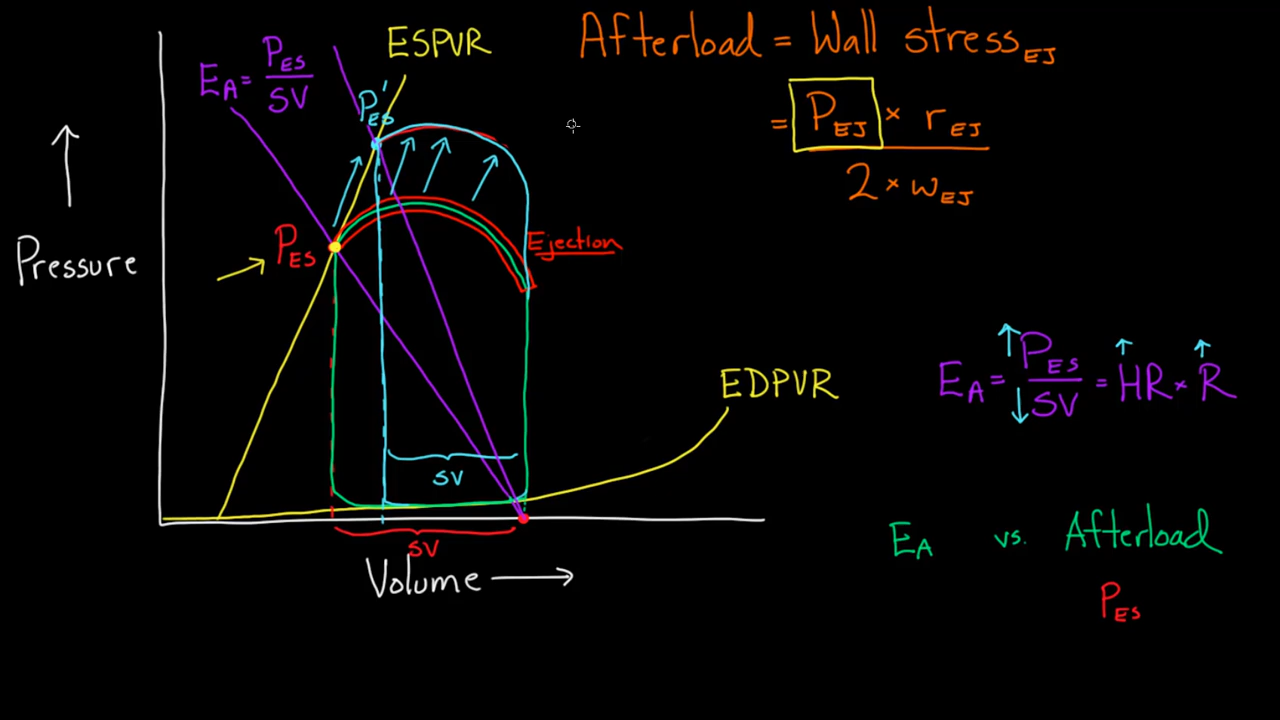 ESPVR
Afterload = Wall stress EJ
= P EJ × r EJ
2 × w EJ
E A = P ES
SV
P ES '
P ES
Ejection
Pressure
EDPVR
E A = P ES = HR × R
SV
SV
SV
Volume
E A vs. Afterload
P ES